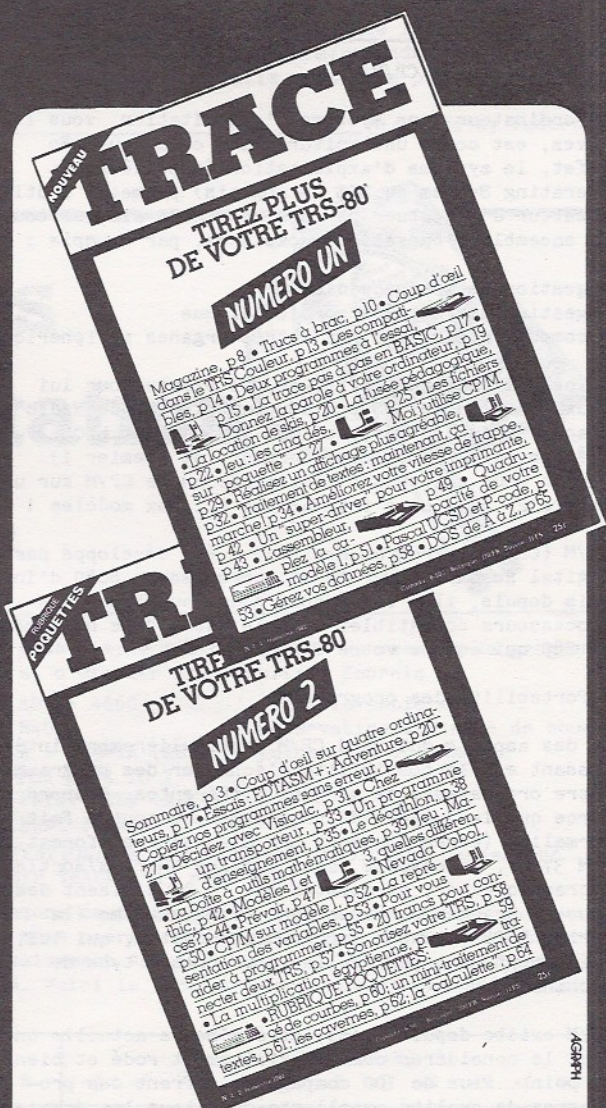 NOUVEAU
TRACE
TIREZ PLUS
DE VOTRE TRS-80
NUMERO UN
Magazine, p 8 • Trucs à brac, p 10 • Coup d'œil
dans le TRS Couleur, p 13 • Les compati-
bles, p 14 • Deux programmes à l'essai,
p 15 • La trace pas à pas en BASIC, p 17 •
Donnez la parole à votre ordinateur, p 19
• La location de skis, p 20 • La fusée pédagogique,
p 22 • Jeu : les cinq dés, p 25 • Les fichiers
sur "poquette", p 27 • Moi j'utilise CP/M,
p 29 • Réalisez un affichage plus agréable,
p 32 • Traitement de textes : maintenant, ça
marche ! p 34 • Améliorez votre vitesse de frappe,
p 42 • Un "super-driver" pour votre imprimante,
p 43 • L'assembleur, p 49 • Quadru-
plez la ca- pacité de votre
modèle 1, p 51 • Pascal UCSD et P-code, p
53 • Gérez vos données, p 58 • DOS de A à Z, p 65
25F
RUBRIQUE
POQUETTES
TRACE
TIRE
DE VOTRE TRS-80
NUMERO 2
Sommaire, p 3 • Coup d'œil sur quatre ordina-
teurs, p 17 • Essais : EDTASM + ; Adventure, p 20 •
Copiez nos programmes sans erreur, p
27 • Décidez avec Visicalc, p 31 • Chez
un transporteur, p 33 • Un programme
d'enseignement, p 35 • Le décathlon, p 38
• La boîte à outils mathématiques, p 39 • Jeu : Ma-
thic, p 42 • Modèles I et 3, quelles différen-
ces ? p 44 • Prévoir, p 47 • Nevada Cobol,
p 50 • CP/M sur modèle 1, p 52 • La repré-
sentation des variables, p 53 • Pour vous
aider à programmer, p 55 • 20 francs pour con-
necter deux TRS, p 57 • Sonorisez votre TRS, p 58
• La multiplication égyptienne, p 59
• RUBRIQUE POQUETTES : tra-
cé de courbes, p 60 ; un mini-traitement de
textes, p 61 ; les cavernes, p 62 ; la "calculette", p 64
25F
AGRAPH